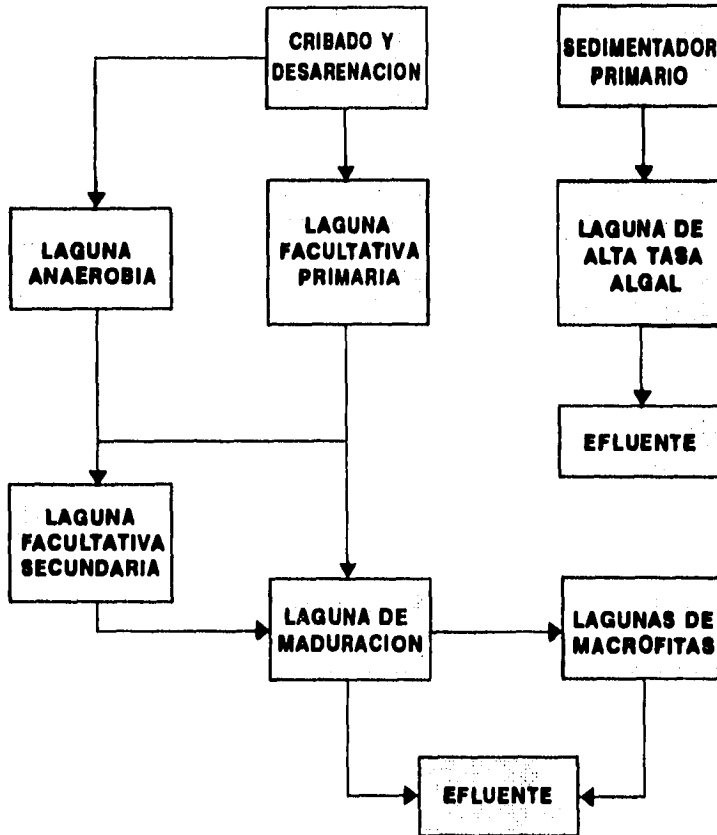 CRIBADO Y
DESARENACION
SEDIMENTADOR
PRIMARIO
LAGUNA
ANAEROBIA
LAGUNA
FACULTATIVA
PRIMARIA
LAGUNA DE
ALTA TASA
ALGAL
EFLUENTE
LAGUNA
FACULTATIVA
SECUNDARIA
LAGUNA DE
MADURACION
LAGUNAS DE
MACROFITAS
EFLUENTE